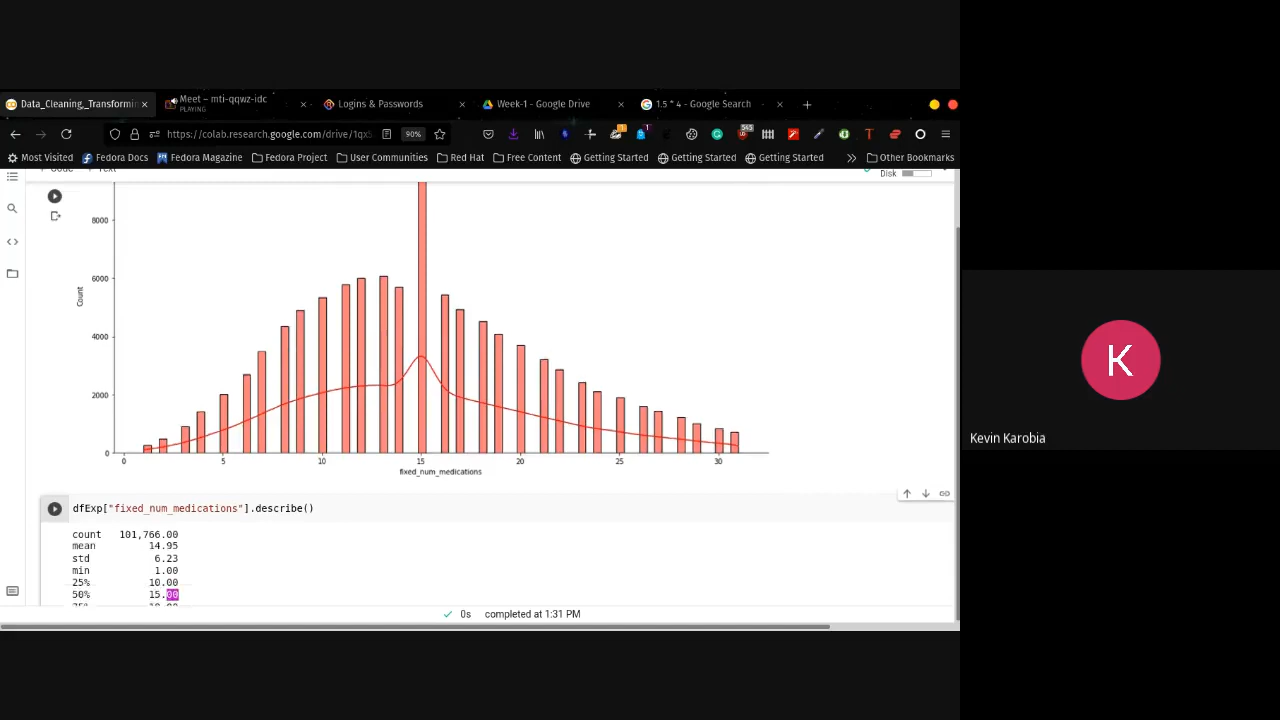 Data_Cleaning,_Transformin
Meet – mti-qqwz-idc
PLAYING
Logins & Passwords
Week-1 - Google Drive
1.5 * 4 - Google Search
https://colab.research.google.com/drive/1qx5
90%
Most Visited
Fedora Docs
Fedora Magazine
Fedora Project
User Communities
Red Hat
Free Content
Getting Started
Getting Started
Getting Started
Other Bookmarks
Disk
8000
6000
4000
2000
0
Count
0 5 10 15 20 25 30
fixed_num_medications
dfExp["fixed_num_medications"].describe()
count 101,766.00
mean 14.95
std 6.23
min 1.00
25% 10.00
50% 15.00
0s completed at 1:31 PM
K
Kevin Karobia